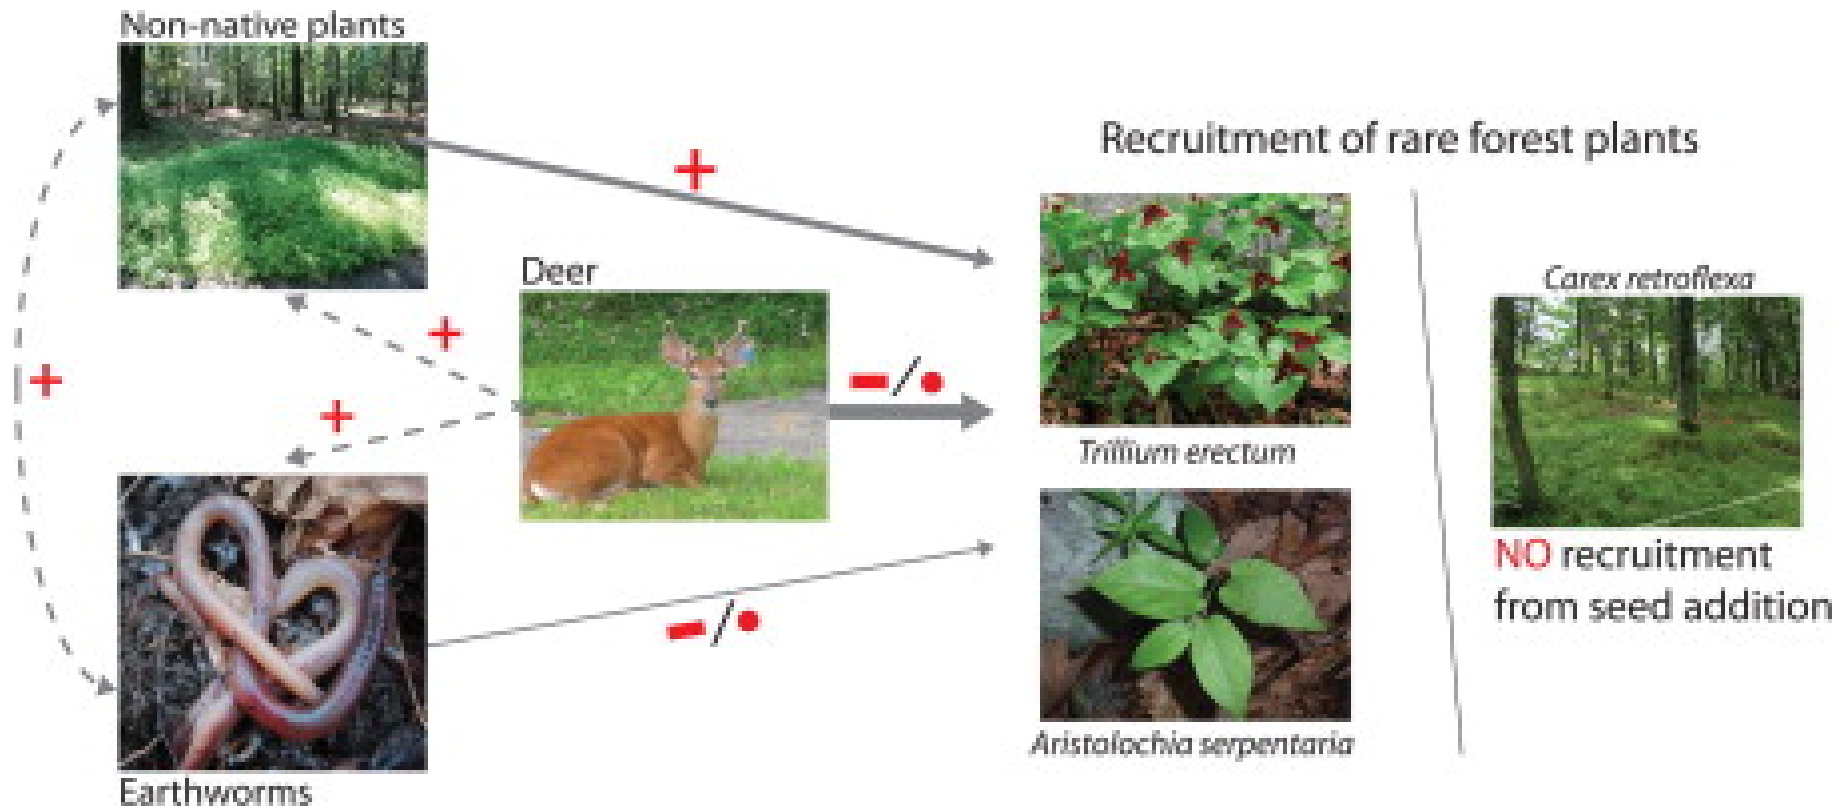 Non-native plants
+
Recruitment of rare forest plants
Deer
Carex retroflexa
+
+
+
-/•
Trillium erectum
NO recruitment
from seed addition
-/•
Aristalochia serpentaria
Earthworms